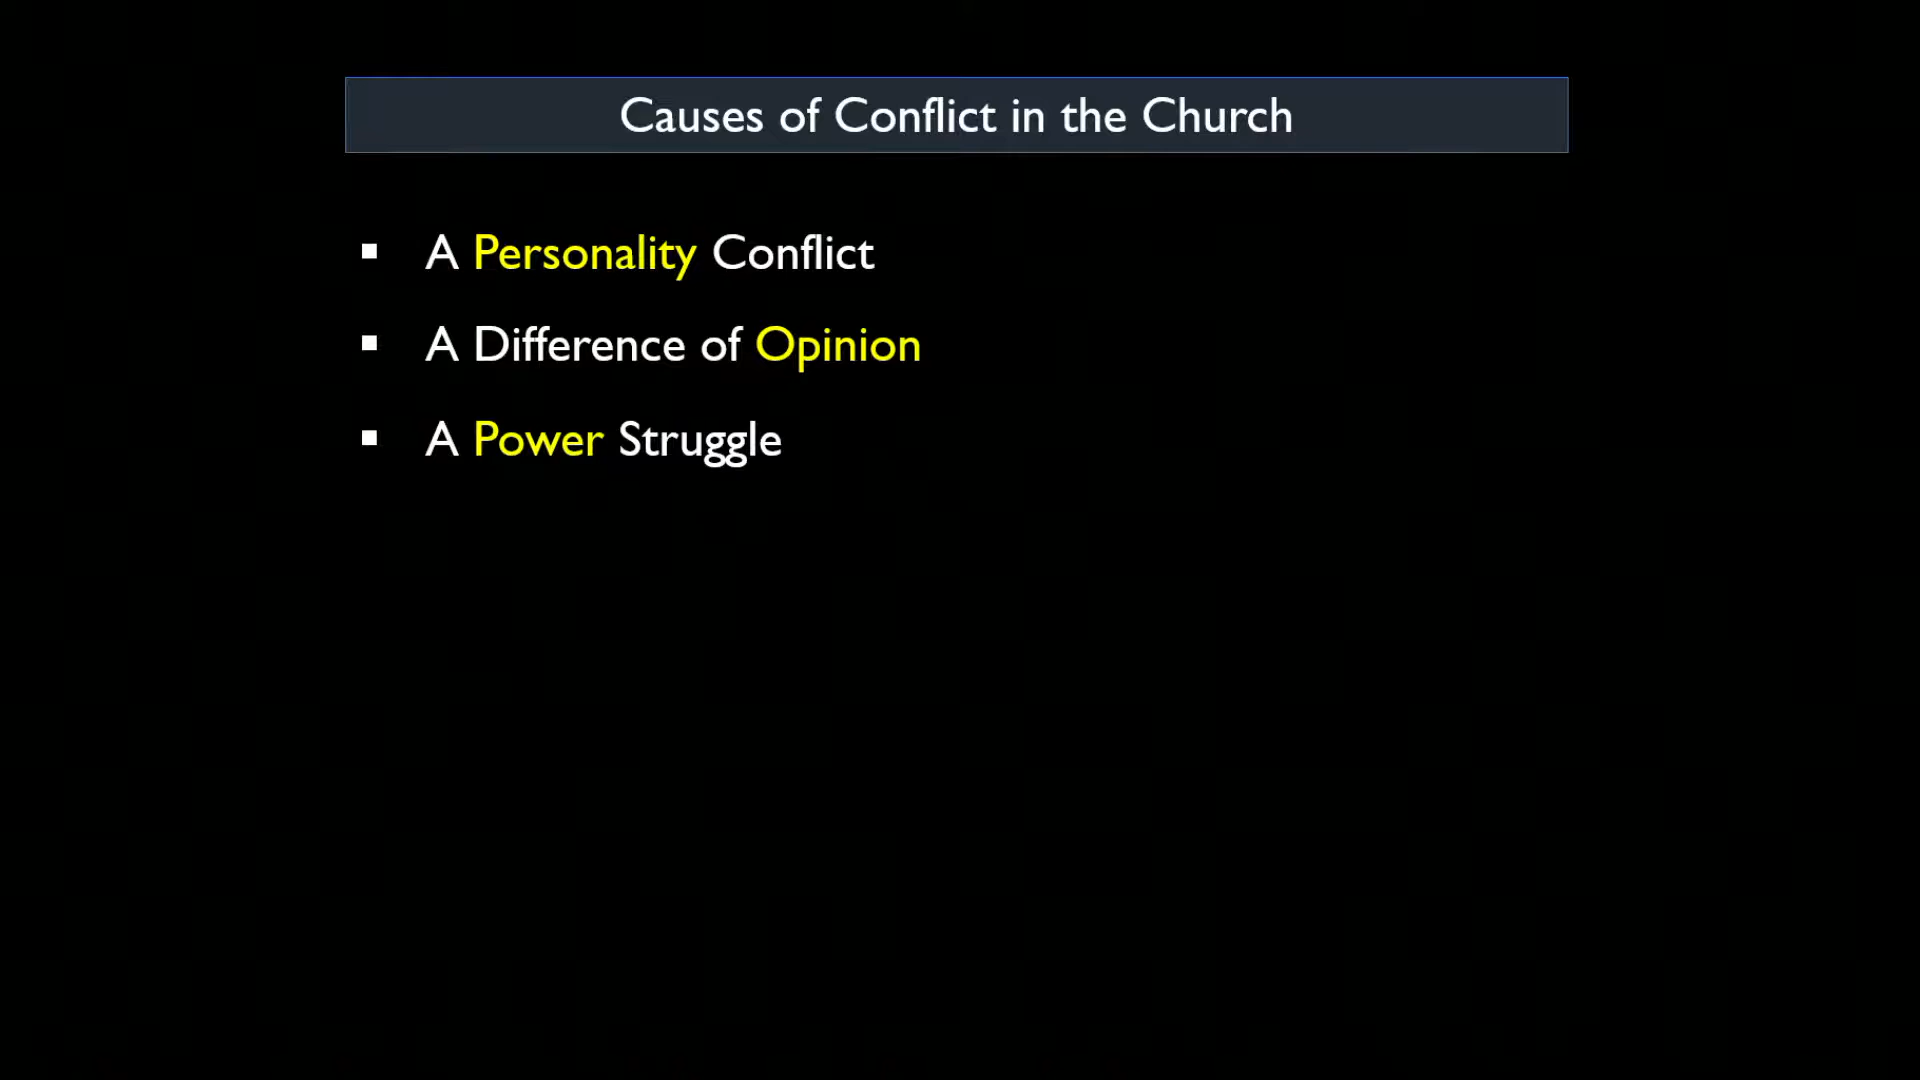 Causes of Conflict in the Church
▪ A Personality Conflict
▪ A Difference of Opinion
▪ A Power Struggle